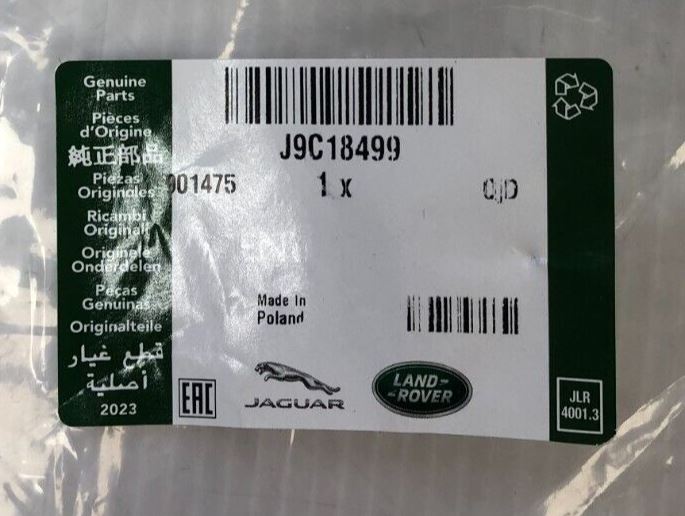 Genuine
Parts
Pièces
d'Origine
純正部品
Piezas
Originales
Ricambi
Originali
Originele
Onderdelen
Peças
Genuinas
Originalteile
قطع غيار
أصلية
2023
J9C18499
001475
1 x
Made In
Poland
EAC
JAGUAR
LAND-
-ROVER
JLR
4001.3